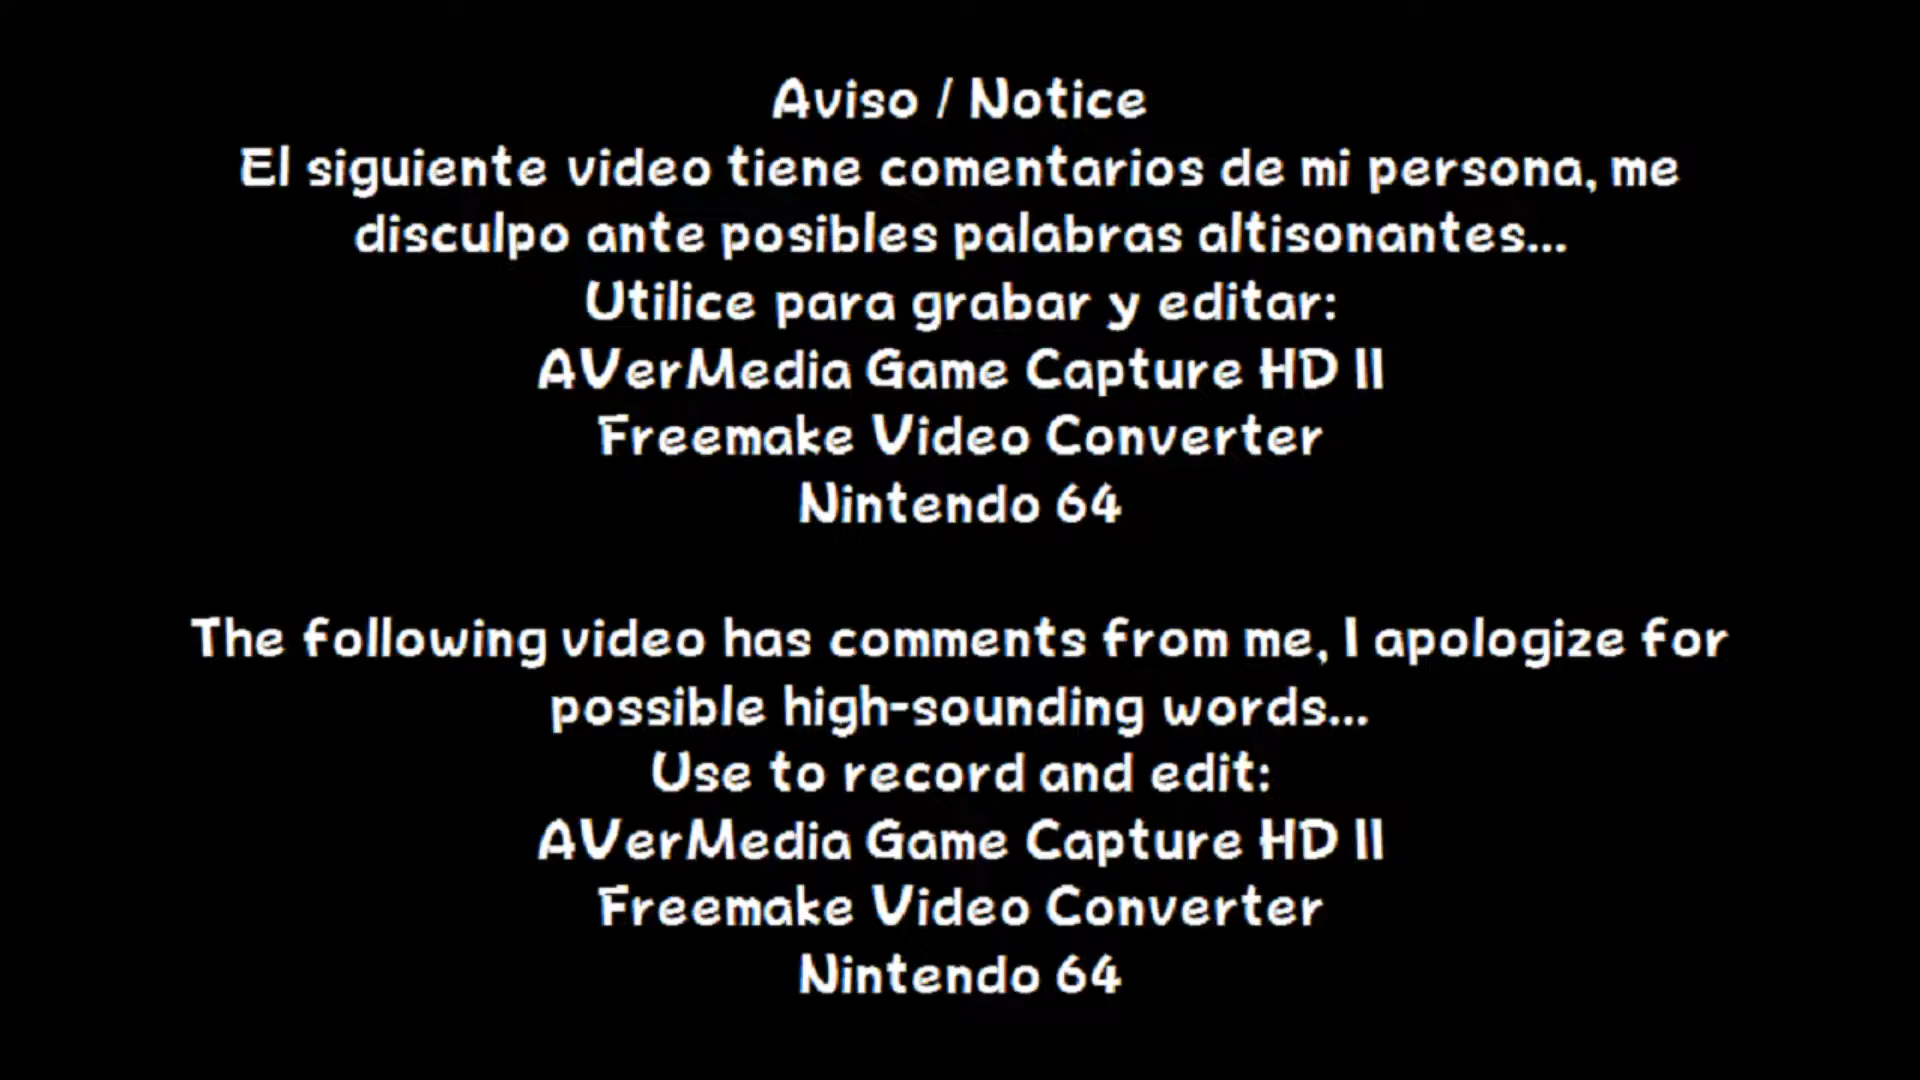 Aviso / Notice
El siguiente video tiene comentarios de mi persona, me
disculpo ante posibles palabras altisonantes...
Utilice para grabar y editar:
AVerMedia Game Capture HD II
Freemake Video Converter
Nintendo 64
The following video has comments from me, I apologize for
possible high-sounding words...
Use to record and edit:
AVerMedia Game Capture HD II
Freemake Video Converter
Nintendo 64